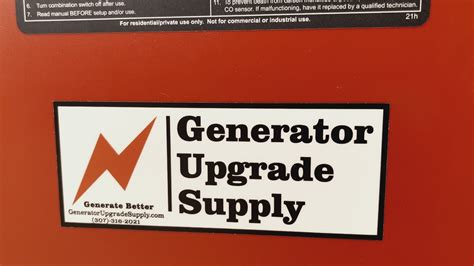 6. Turn combination switch off after use.
7. Read manual BEFORE setup and/or use.
CO sensor. If malfunctioning, have it replaced by a qualified technician.
For residential/private use only. Not for commercial or industrial use.
21h
Generator
Upgrade
Supply
Generate Better
GeneratorUpgradeSupply.com
(307)-316-2021